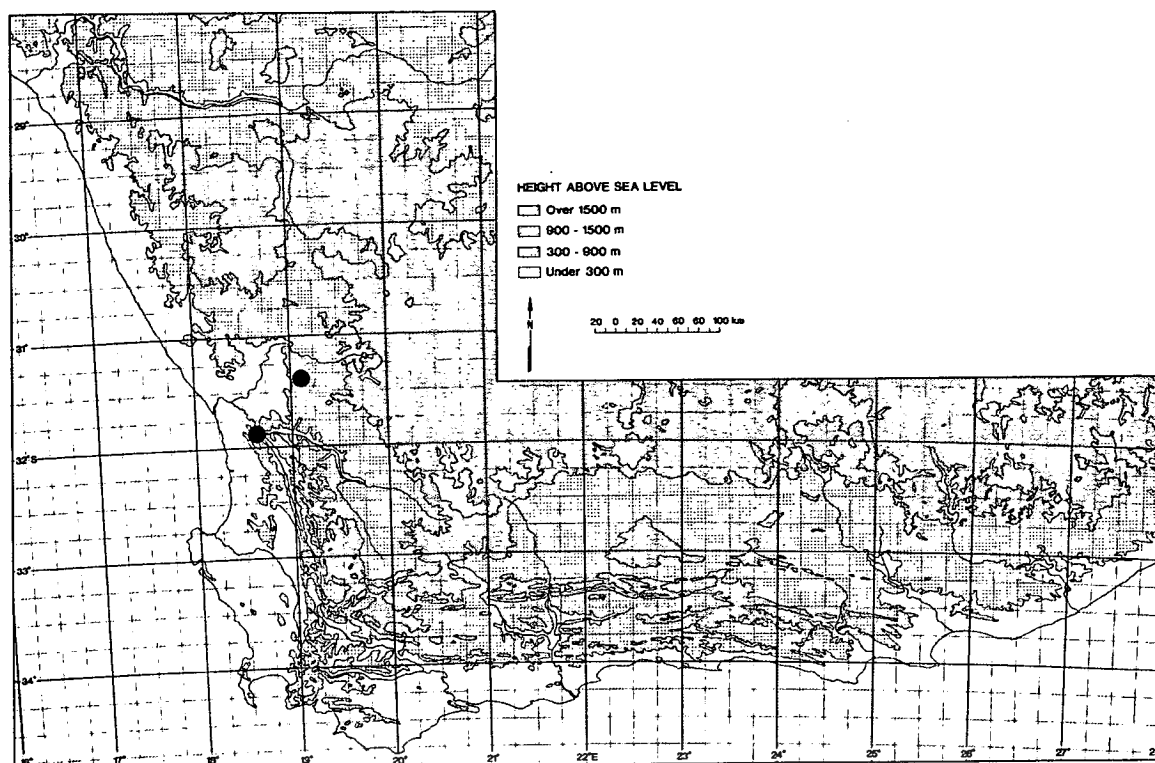 HEIGHT ABOVE SEA LEVEL
Over 1500 m
900 - 1500 m
300 - 900 m
Under 300 m
N
20 0 20 40 60 80 100 km
29°
30°
31°
32°S
33°
34°
17° 18° 19° 20° 21° 22°E 23° 24° 25° 26° 27°